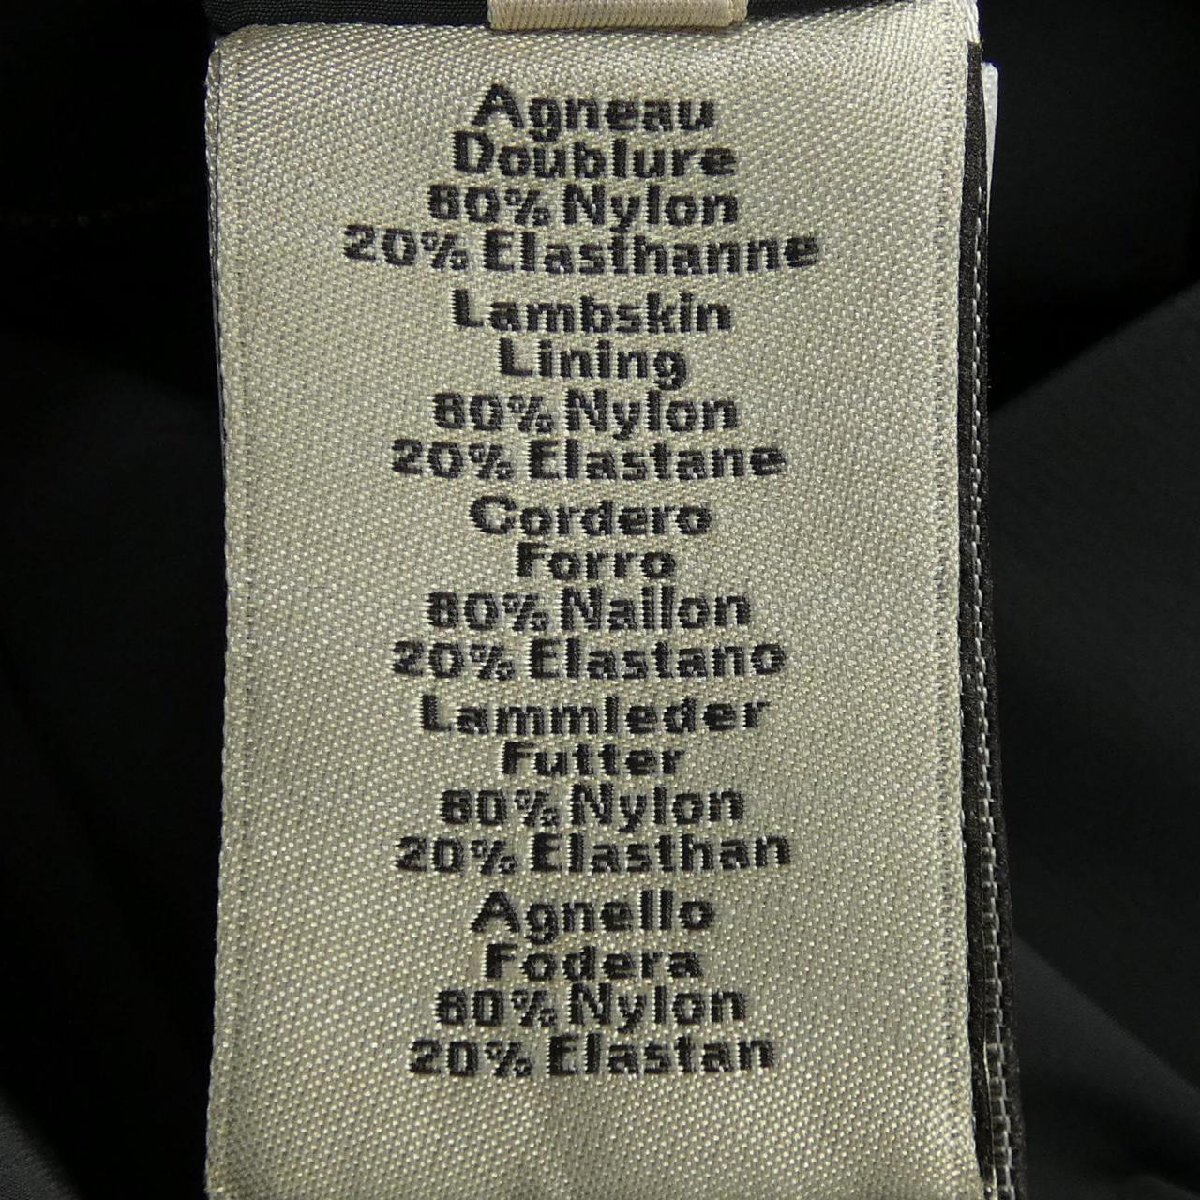 Agneau
Doublure
80% Nylon
20% Elasthanne
Lambskin
Lining
80% Nylon
20% Elastane
Cordero
Forro
80% Nailon
20% Elastano
Lammleder
Futter
80% Nylon
20% Elasthan
Agnello
Fodera
80% Nylon
20% Elastan